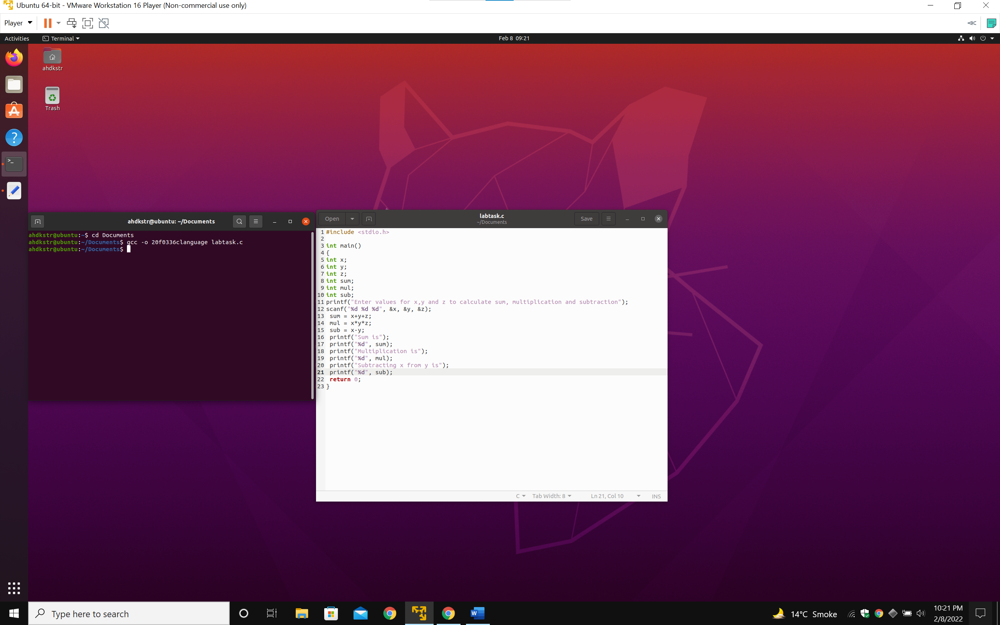 Ubuntu 64-bit - VMware Workstation 16 Player (Non-commercial use only)
Player
Activities
Terminal
Feb 8 09:21
ahdkstr
Trash
ahdkstr@ubuntu: ~/Documents
ahdkstr@ubuntu:~$ cd Documents
ahdkstr@ubuntu:~/Documents$ gcc -o 20f0336clanguage labtask.c
ahdkstr@ubuntu:~/Documents$
Open
labtask.c
~/Documents
Save
1 #include <stdio.h>
2
3 int main()
4 {
5 int x;
6 int y;
7 int z;
8 int sum;
9 int mul;
10 int sub;
11 printf("Enter values for x,y and z to calculate sum, multiplication and subtraction");
12 scanf("%d %d %d", &x, &y, &z);
13  sum = x+y+z;
14  mul = x*y*z;
15  sub = x-y;
16  printf("Sum is");
17  printf("%d", sum);
18  printf("Multiplication is");
19  printf("%d", mul);
20  printf("Subtracting x from y is");
21  printf("%d", sub);
22  return 0;
23 }
C
Tab Width: 8
Ln 21, Col 10
INS
Type here to search
14°C Smoke
10:21 PM
2/8/2022